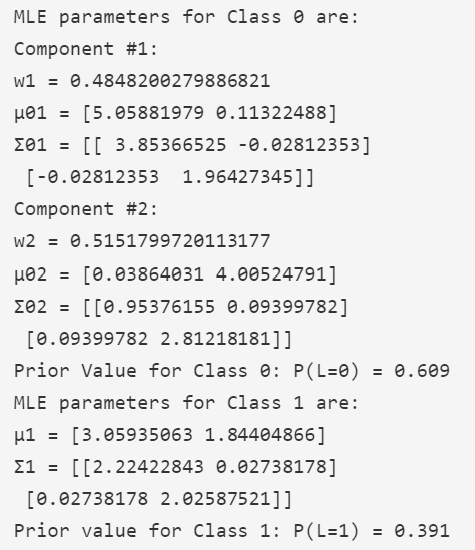 MLE parameters for Class 0 are:
Component #1:
w1 = 0.4848200279886821
μ01 = [5.05881979 0.11322488]
Σ01 = [[ 3.85366525 -0.02812353]
 [-0.02812353  1.96427345]]
Component #2:
w2 = 0.5151799720113177
μ02 = [0.03864031 4.00524791]
Σ02 = [[0.95376155 0.09399782]
 [0.09399782 2.81218181]]
Prior Value for Class 0: P(L=0) = 0.609
MLE parameters for Class 1 are:
μ1 = [3.05935063 1.84404866]
Σ1 = [[2.22422843 0.02738178]
 [0.02738178 2.02587521]]
Prior value for Class 1: P(L=1) = 0.391